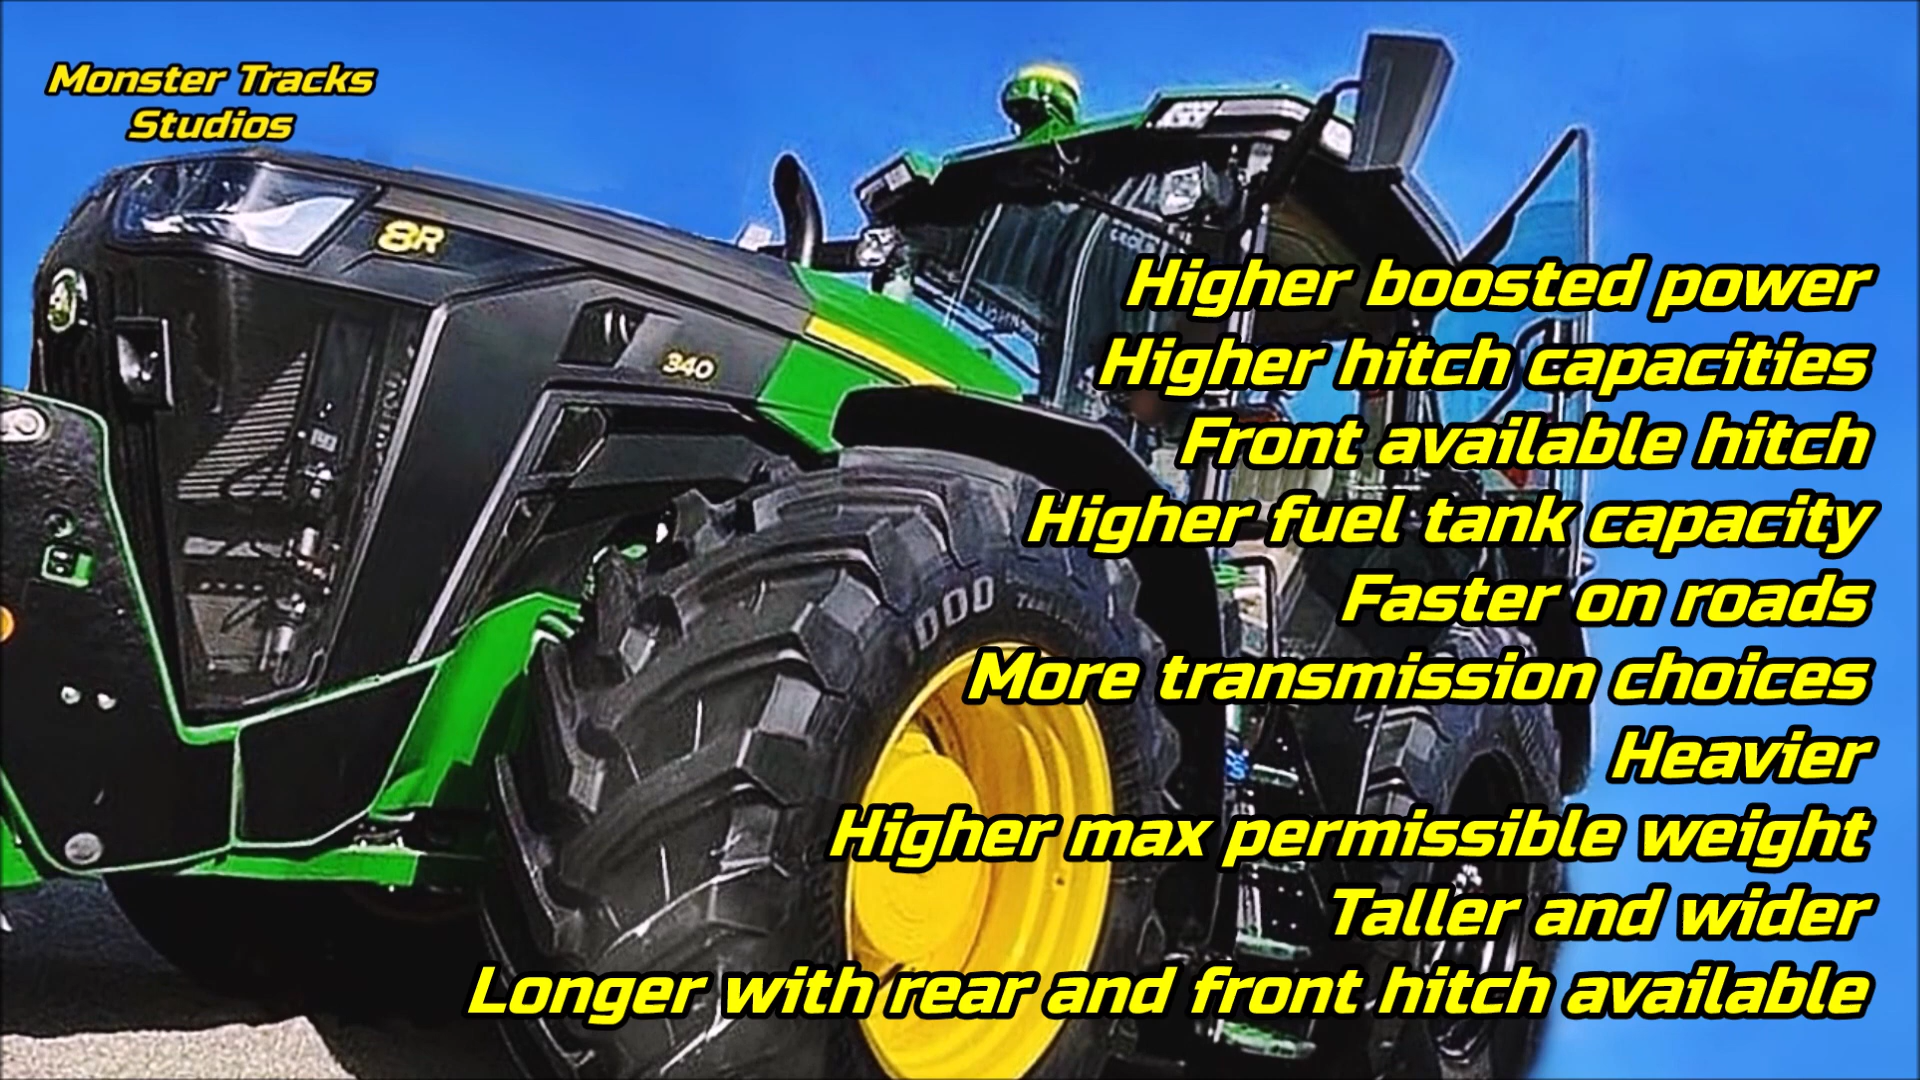 Monster Tracks
Studios
8R
340
Higher boosted power
Higher hitch capacities
Front available hitch
Higher fuel tank capacity
Faster on roads
More transmission choices
Heavier
Higher max permissible weight
Taller and wider
Longer with rear and front hitch available